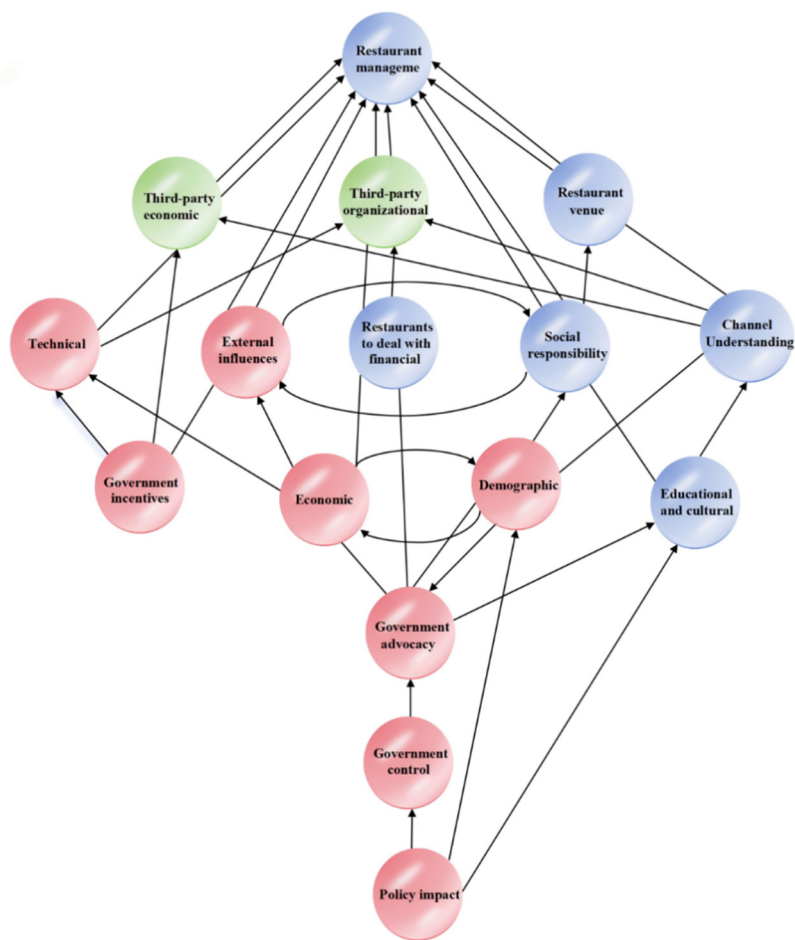 Restaurant
manageme
Third-party
economic
Third-party
organizational
Restaurant
venue
Technical
External
influences
Restaurants
to deal with
financial
Social
responsibility
Channel
Understanding
Government
incentives
Economic
Demographic
Educational
and cultural
Government
advocacy
Government
control
Policy impact